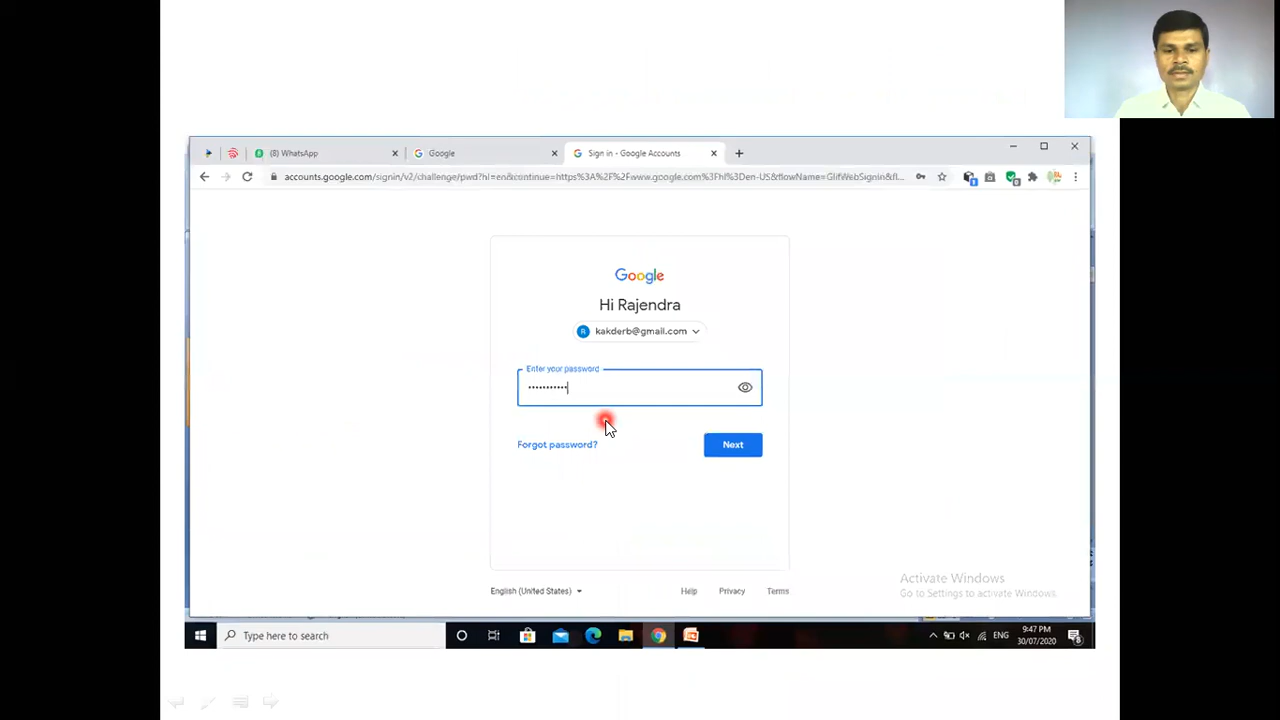 (8) WhatsApp
Google
Sign in - Google Accounts
accounts.google.com/signin/v2/challenge/pwd?hl=en&continue=https%3A%2F%2Fwww.google.com%3Fhl%3Den-US&flowName=GlifWebSignin&fl...
Google
Hi Rajendra
R kakderb@gmail.com
Enter your password
•••••••••••
Forgot password?
Next
English (United States)
Help
Privacy
Terms
Activate Windows
Go to Settings to activate Windows.
Type here to search
ENG
9:47 PM
30/07/2020